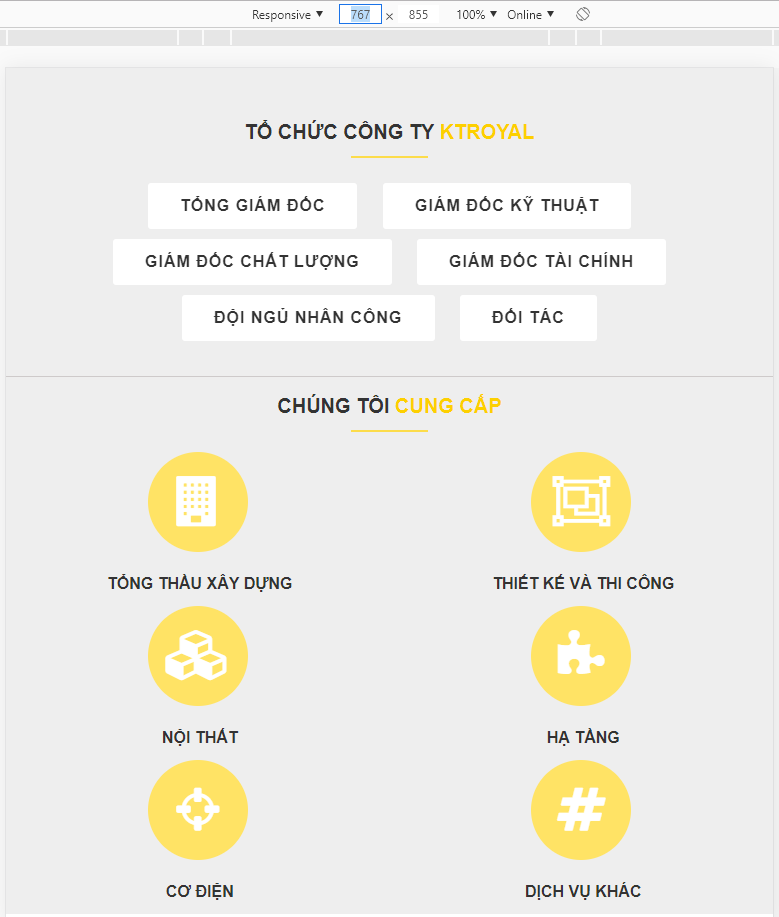 Responsive ▼ 767 × 855 100% ▼ Online ▼
TỔ CHỨC CÔNG TY KTROYAL
TỔNG GIÁM ĐỐC GIÁM ĐỐC KỸ THUẬT
GIÁM ĐỐC CHẤT LƯỢNG GIÁM ĐỐC TÀI CHÍNH
ĐỘI NGỦ NHÂN CÔNG ĐỐI TÁC
CHÚNG TÔI CUNG CẤP
TỔNG THẦU XÂY DỰNG THIẾT KẾ VÀ THI CÔNG
NỘI THẤT HẠ TẦNG
CƠ ĐIỆN DỊCH VỤ KHÁC